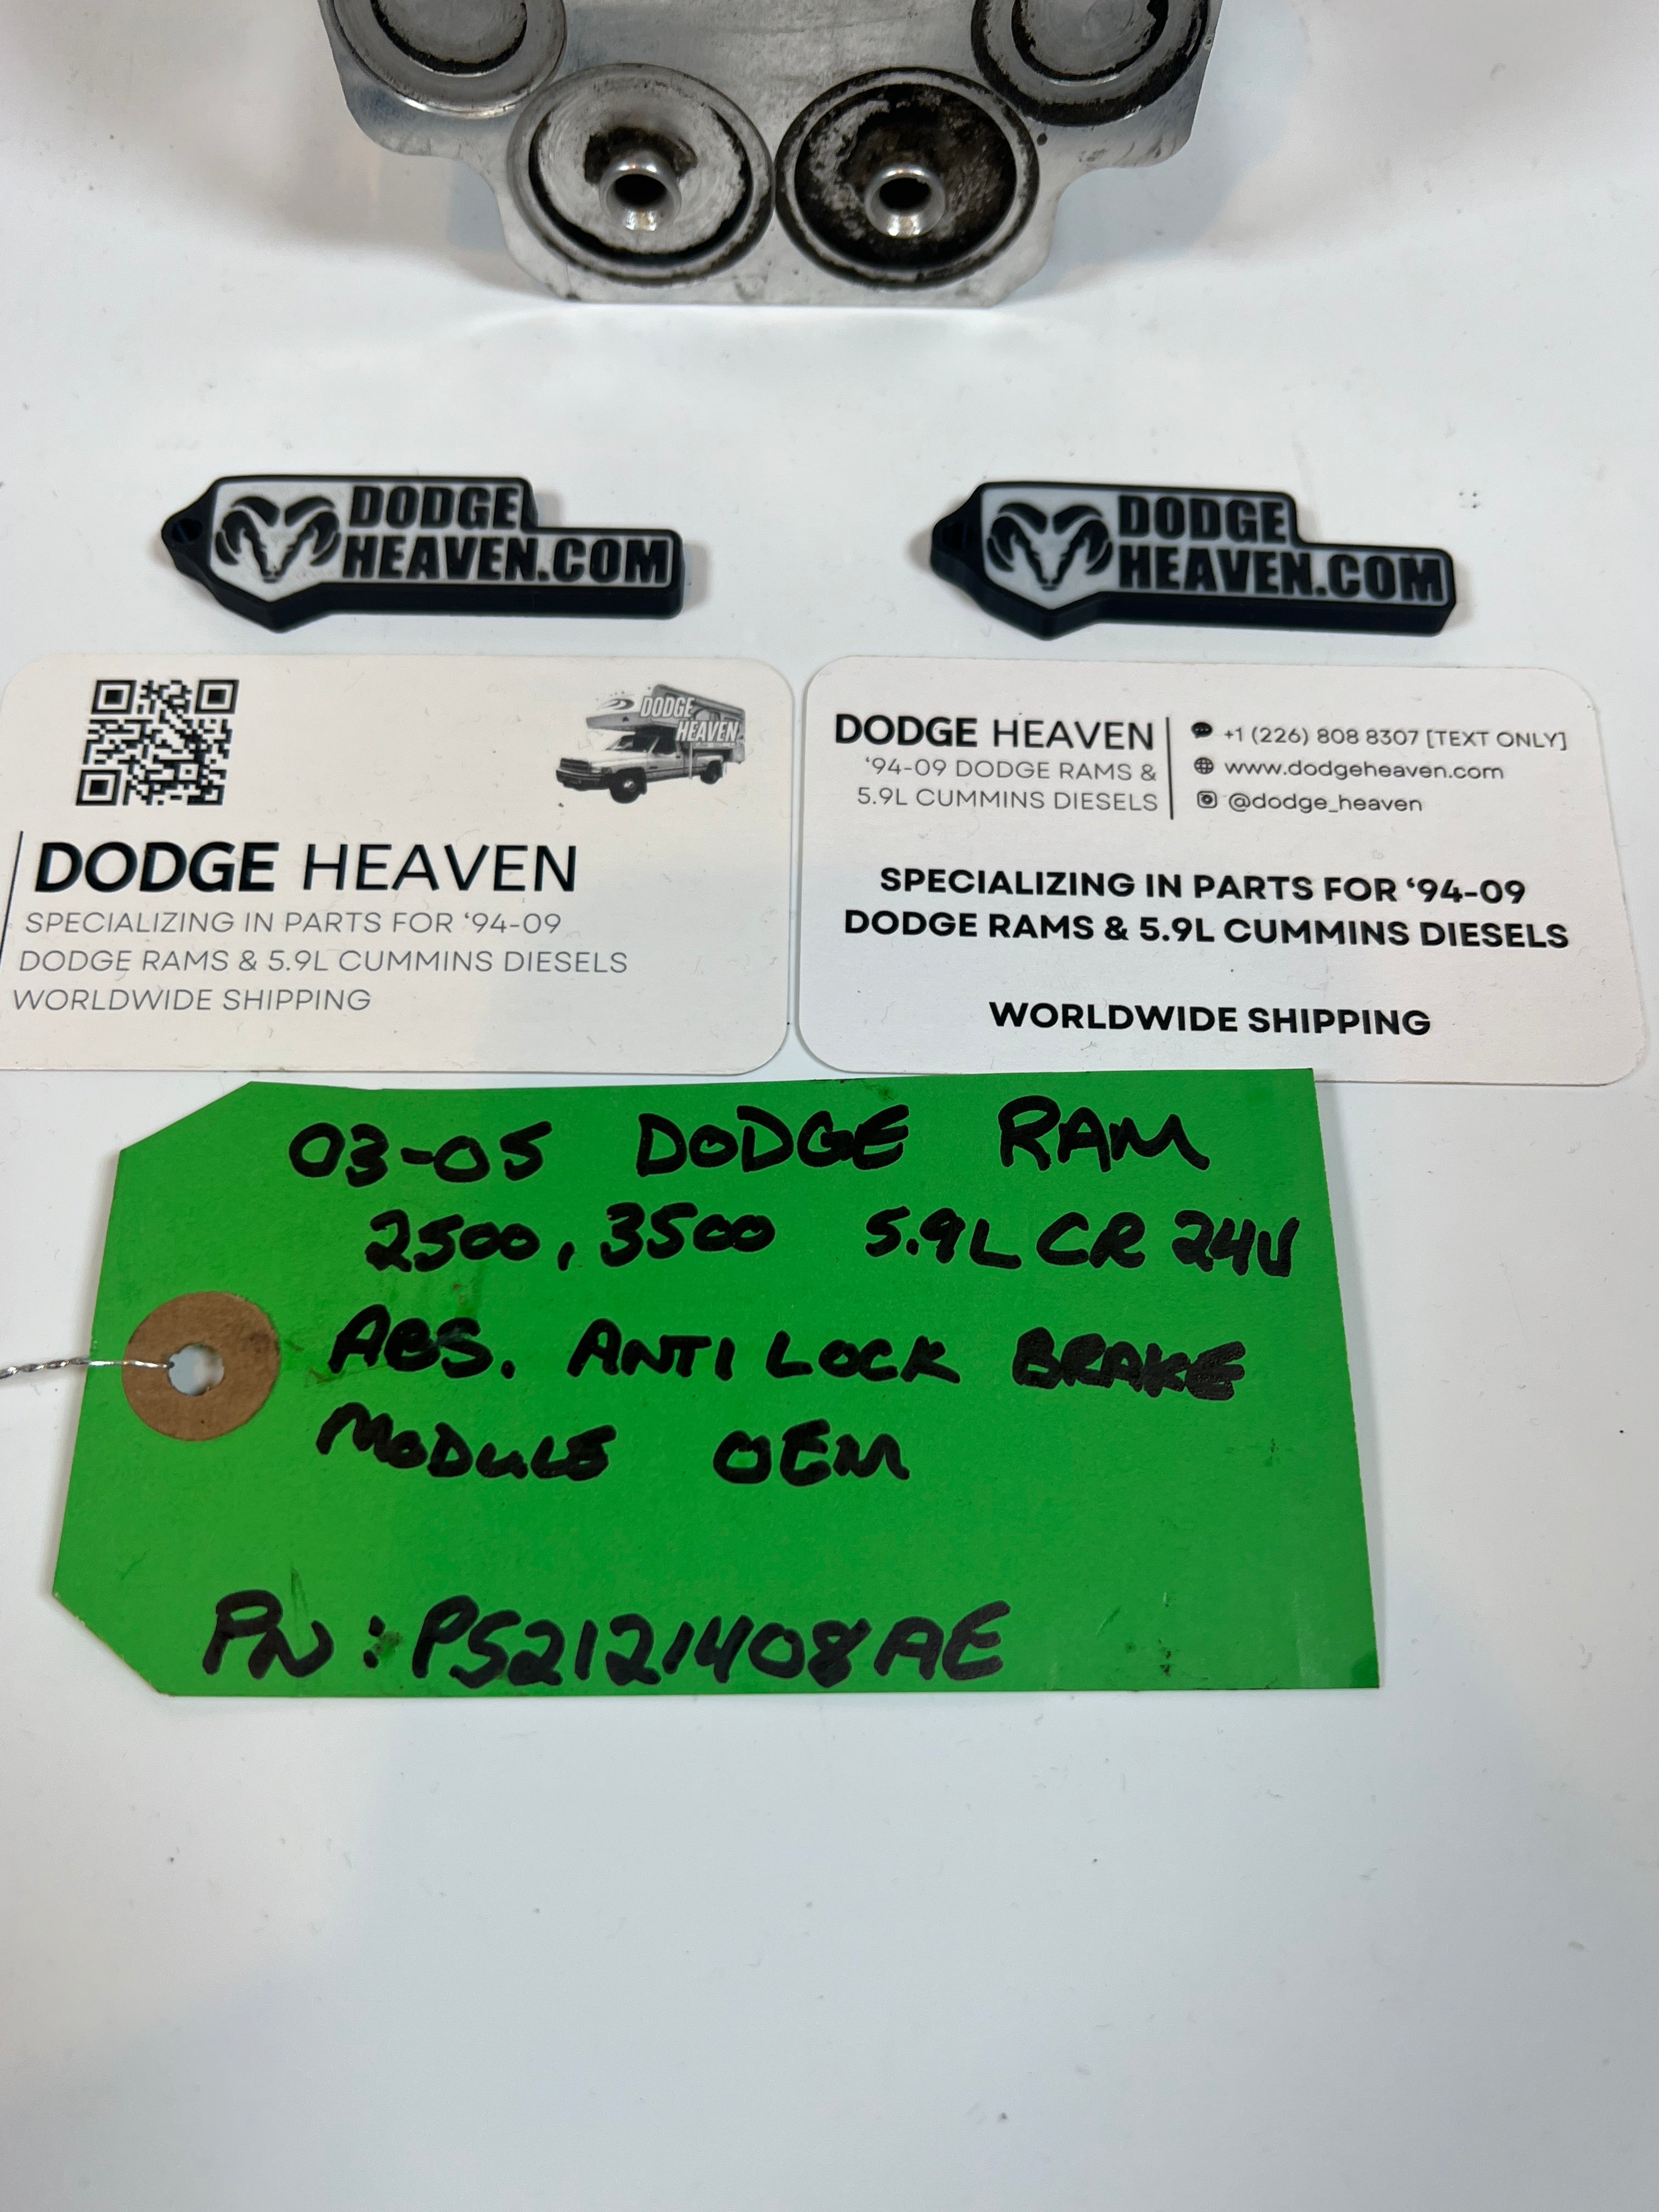 DODGE
HEAVEN.COM
DODGE
HEAVEN.COM
DODGE
HEAVEN
DODGE HEAVEN
SPECIALIZING IN PARTS FOR ‘94-09
DODGE RAMS & 5.9L CUMMINS DIESELS
WORLDWIDE SHIPPING
DODGE HEAVEN
‘94-09 DODGE RAMS &
5.9L CUMMINS DIESELS
+1 (226) 808 8307 [TEXT ONLY]
www.dodgeheaven.com
@dodge_heaven
SPECIALIZING IN PARTS FOR ‘94-09
DODGE RAMS & 5.9L CUMMINS DIESELS
WORLDWIDE SHIPPING
03-05 DODGE RAM
2500, 3500 5.9L CR 24V
ABS. ANTI LOCK BRAKE
MODULE OEM
PN: P52121408AE